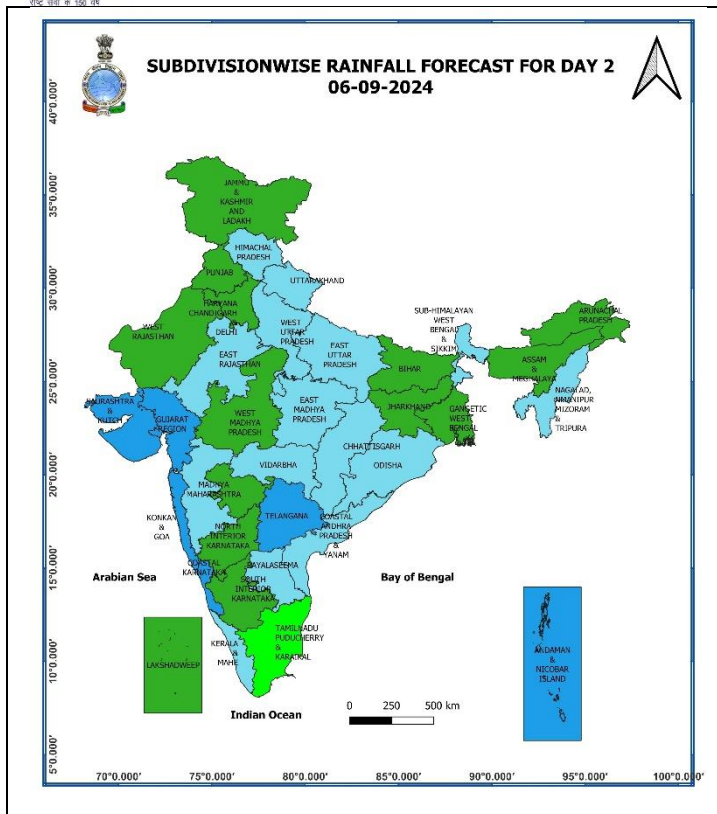 राष्ट्र सेवा के 150 वर्ष
SUBDIVISIONWISE RAINFALL FORECAST FOR DAY 2
06-09-2024
40°0.000'
35°0.000'
30°0.000'
25°0.000'
20°0.000'
15°0.000'
10°0.000'
5°0.000'
JAMMU
&
KASHMIR
AND
LADAKH
HIMACHAL
PRADESH
PUNJAB
UTTARAKHAND
HARYANA
CHANDIGARH
DELHI
WEST
RAJASTHAN
EAST
RAJASTHAN
WEST
UTTAR
PRADESH
EAST
UTTAR
PRADESH
SUB-HIMALAYAN
WEST
BENGAL
&
SIKKIM
ARUNACHAL
PRADESH
ASSAM
&
MEGHALAYA
MIZORAM
&
TRIPURA
BIHAR
JHARKHAND
GANGETIC
WEST
BENGAL
&
KUTCH
GUJARAT
REGION
WEST
MADHYA
PRADESH
EAST
MADHYA
PRADESH
CHHATTISGARH
ODISHA
VIDARBHA
MADHYA
MAHARASHTRA
KONKAN
&
GOA
NORTH
INTERIOR
KARNATAKA
TELANGANA
COASTAL
ANDHRA
PRADESH
&
YANAM
COASTAL
KARNATAKA
RAYALASEEMA
SOUTH
INTERIOR
KARNATAKA
Arabian Sea
Bay of Bengal
LAKSHADWEEP
KERALA
&
MAHE
TAMILNADU
PUDUCHERRY
&
KARAIKAL
ANDAMAN
&
NICOBAR
ISLAND
Indian Ocean
0 250 500 km
70°0.000' 75°0.000' 80°0.000' 85°0.000' 90°0.000' 95°0.000' 100°0.000'